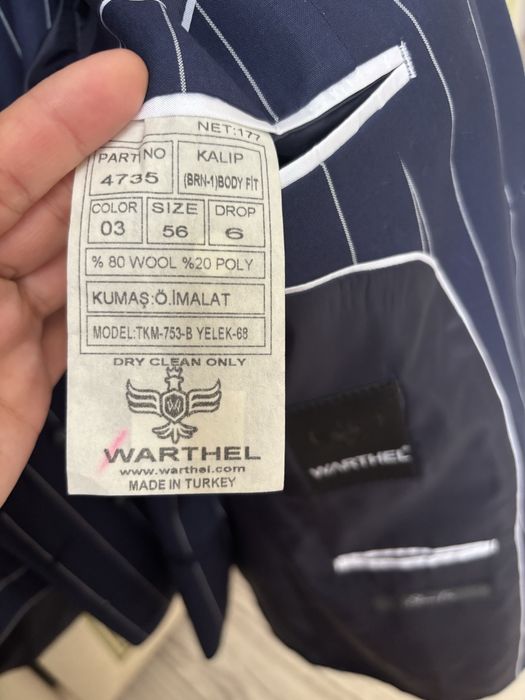 NET:177
PARTİ NO
4735
KALIP
(BRN-1)BODY FİT
COLOR
03
SIZE
56
DROP
6
% 80 WOOL %20 POLY
KUMAŞ:Ö.İMALAT
MODEL:TKM-753-B YELEK-68
DRY CLEAN ONLY
W
WARTHEL
www.warthel.com
MADE IN TURKEY
WARTHEL